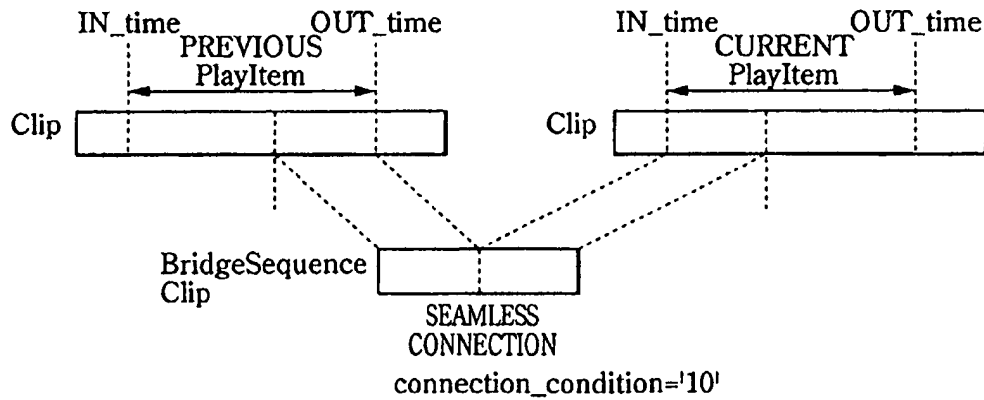 IN_time
OUT_time
PREVIOUS
PlayItem
IN_time
OUT_time
CURRENT
PlayItem
Clip
Clip
BridgeSequence
Clip
SEAMLESS
CONNECTION
connection_condition='10'